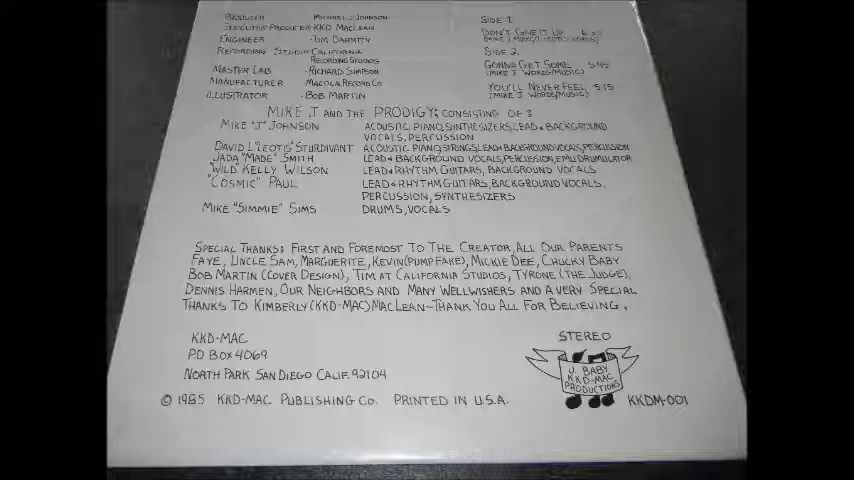 PRODUCER MICHAEL J. JOHNSON
EXECUTIVE PRODUCER-KKD MACLEAN
ENGINEER -TIM
RECORDING STUDIO-CALIFORNIA
RECORDING STUDIOS
MASTER LAB -RICHARD SIMPSON
MANUFACTURER MACOLA RECORD CO.
ILLUSTRATOR -BOB MARTIN
SIDE 1
DON'T GIVE IT UP
(MIKE J MUSIC/LEOTIS WORDS)
SIDE 2
GONNA GET SOME 5:45
(MIKE J WORDS/MUSIC)
YOU'LL NEVER FEEL 5:15
(MIKE J WORDS/MUSIC)
MIKE J AND THE PRODIGY; CONSISTING OF:
MIKE "J" JOHNSON ACOUSTIC PIANO, SYNTHESIZERS, LEAD & BACKGROUND
VOCALS, PERCUSSION
DAVID L "LEOTIS" STURDIVANT ACOUSTIC PIANO, STRINGS, LEAD & BACKGROUND VOCALS, PERCUSSION
JADA "MADE" SMITH LEAD & BACKGROUND VOCALS, PERCUSSION, EMU DRUMULATOR
"WILD" KELLY WILSON LEAD & RHYTHM, GUITARS, BACKGROUND VOCALS
"COSMIC" PAUL LEAD & RHYTHM GUITARS, BACKGROUND VOCALS,
PERCUSSION, SYNTHESIZERS
MIKE "SIMMIE" SIMS DRUMS, VOCALS
SPECIAL THANKS: FIRST AND FOREMOST TO THE CREATOR, ALL OUR PARENTS
FAYE, UNCLE SAM, MARGUERITE, KEVIN (PUMP FAKE), MICKIE DEE, CHUCKY BABY
BOB MARTIN (COVER DESIGN), TIM AT CALIFORNIA STUDIOS, TYRONE (THE JUDGE),
DENNIS HARMEN, OUR NEIGHBORS AND MANY WELLWISHERS AND A VERY SPECIAL
THANKS TO KIMBERLY (KKD-MAC) MACLEAN-THANK YOU ALL FOR BELIEVING.
KKD-MAC
PO BOX 4069
NORTH PARK SAN DIEGO CALIF. 92104
© 1985 KKD-MAC PUBLISHING CO. PRINTED IN U.S.A.
STEREO
J. BABY
KKD-MAC
PRODUCTIONS
KKDM-001